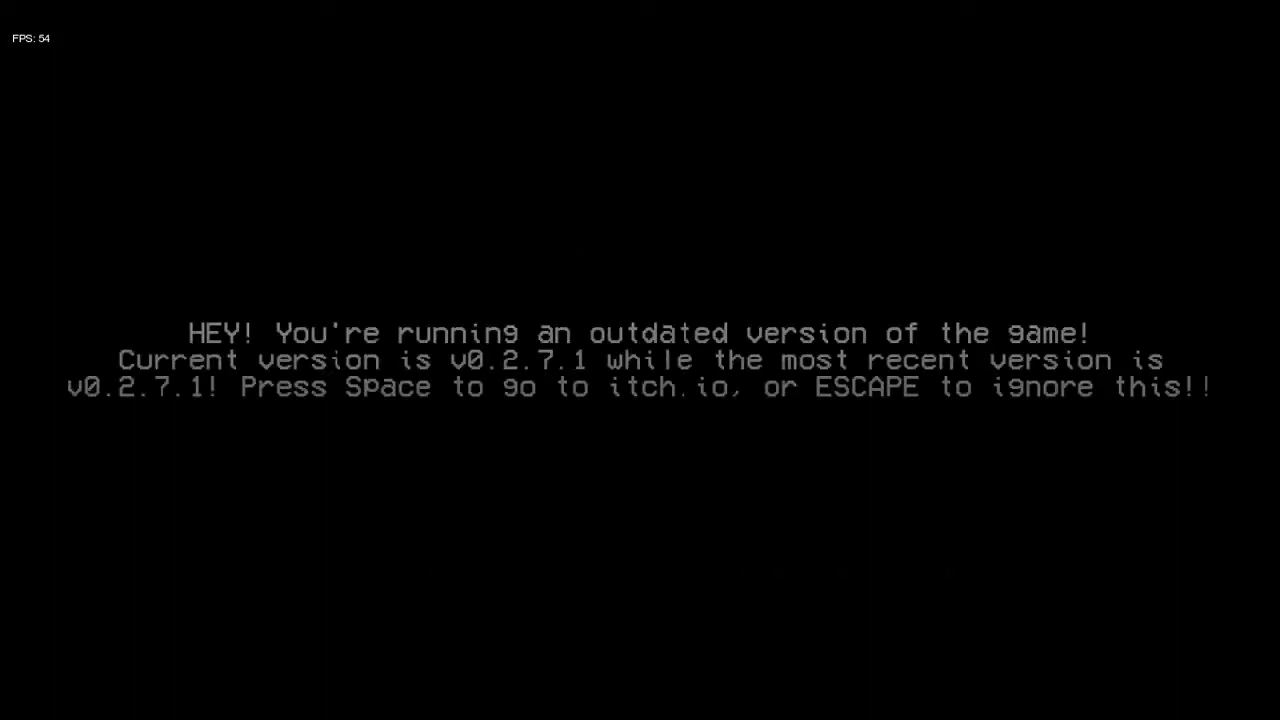 FPS: 54
HEY! You're running an outdated version of the game!
Current version is v0.2.7.1 while the most recent version is
v0.2.7.1! Press Space to go to itch.io, or ESCAPE to ignore this!!